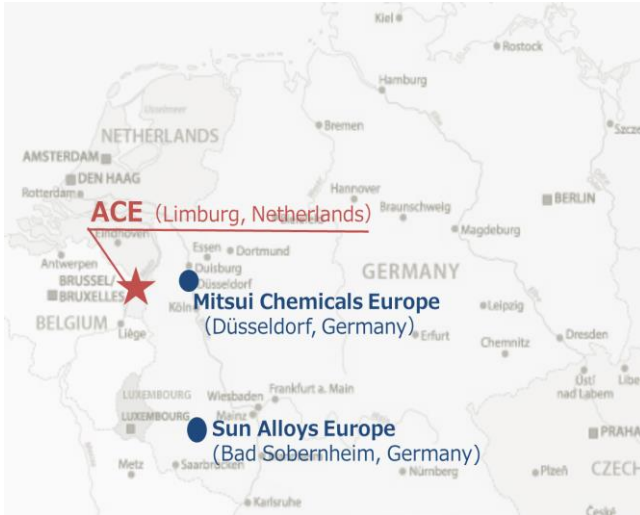 Kiel
Rostock
Hamburg
Szcze
Bremen
IJsselmeer
NETHERLANDS
AMSTERDAM
DEN HAAG
Rotterdam
Hannover
Braunschweig
BERLIN
ACE (Limburg, Netherlands)
Magdeburg
Eindhoven
Essen
Dortmund
Antwerpen
Duisburg
Düsseldorf
GERMANY
BRUSSEL/
BRUXELLES
Köln
Mitsui Chemicals Europe
(Düsseldorf, Germany)
Leipzig
BELGIUM
Liège
Erfurt
Dresden
Chemnitz
Ústí
nad Labem
Libe
LUXEMBOURG
LUXEMBOURG
Wiesbaden
Frankfurt a. Main
Mainz
Sun Alloys Europe
(Bad Sobernheim, Germany)
PRAHA
Metz
Saarbrücken
Nürnberg
Plzeň
CZECH
Karlsruhe
České